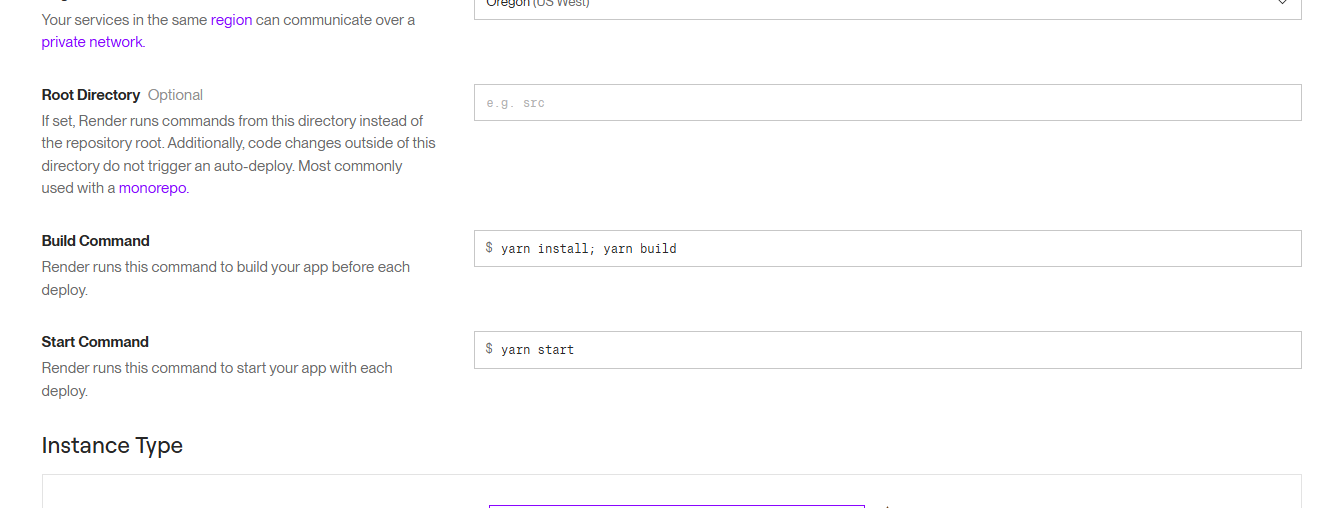 Your services in the same region can communicate over a
private network.
Oregon (US West)
Root Directory Optional
If set, Render runs commands from this directory instead of
the repository root. Additionally, code changes outside of this
directory do not trigger an auto-deploy. Most commonly
used with a monorepo.
e.g. src
Build Command
Render runs this command to build your app before each
deploy.
$ yarn install; yarn build
Start Command
Render runs this command to start your app with each
deploy.
$ yarn start
Instance Type